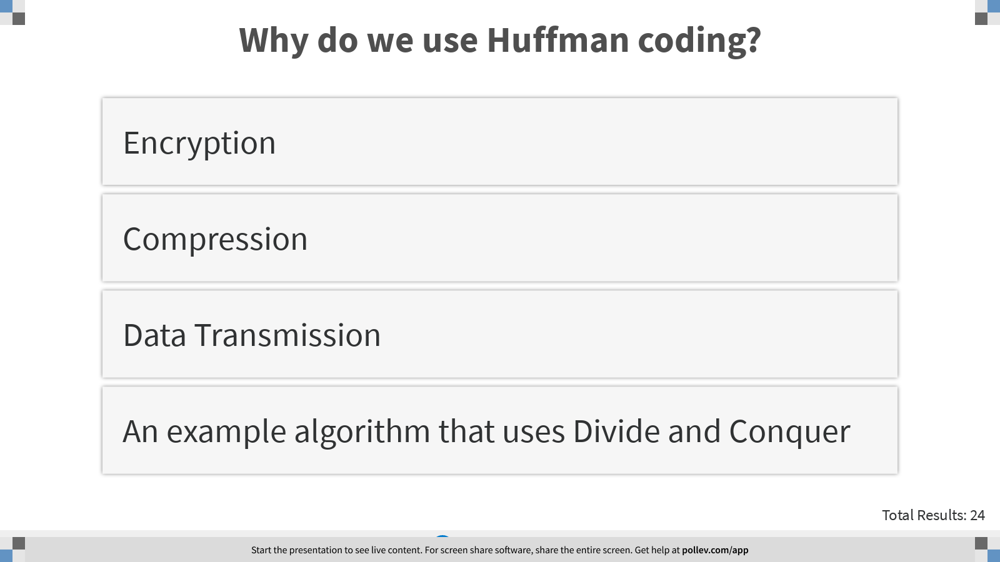 Why do we use Huffman coding?
Encryption
Compression
Data Transmission
An example algorithm that uses Divide and Conquer
Total Results: 24
Start the presentation to see live content. For screen share software, share the entire screen. Get help at pollev.com/app